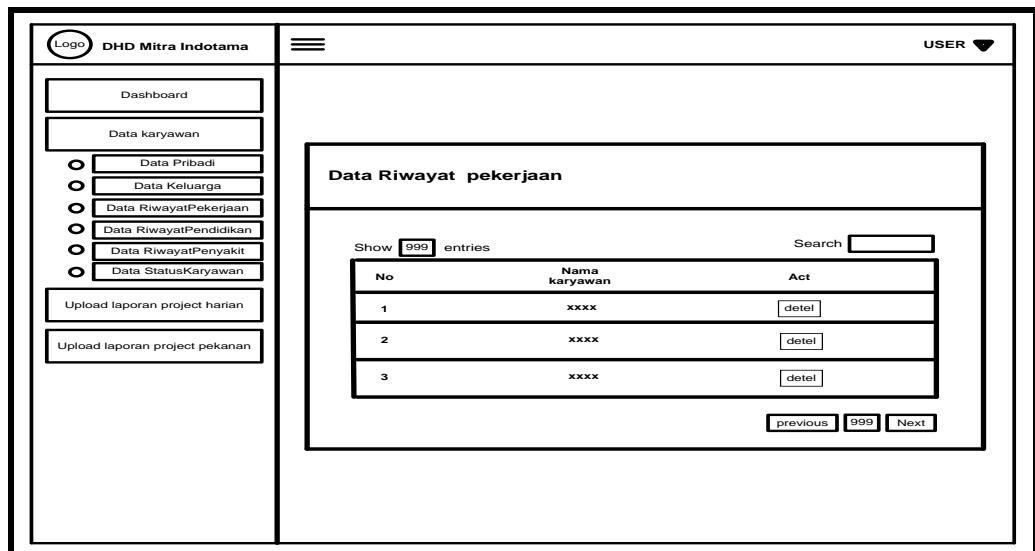 Logo DHD Mitra Indotama
USER
Dashboard
Data karyawan
Data Pribadi
Data Keluarga
Data RiwayatPekerjaan
Data RiwayatPendidikan
Data RiwayatPenyakit
Data StatusKaryawan
Upload laporan project harian
Upload laporan project pekanan
Data Riwayat pekerjaan
Show 999 entries Search
No Nama karyawan Act
1 xxxx detel
2 xxxx detel
3 xxxx detel
previous 999 Next